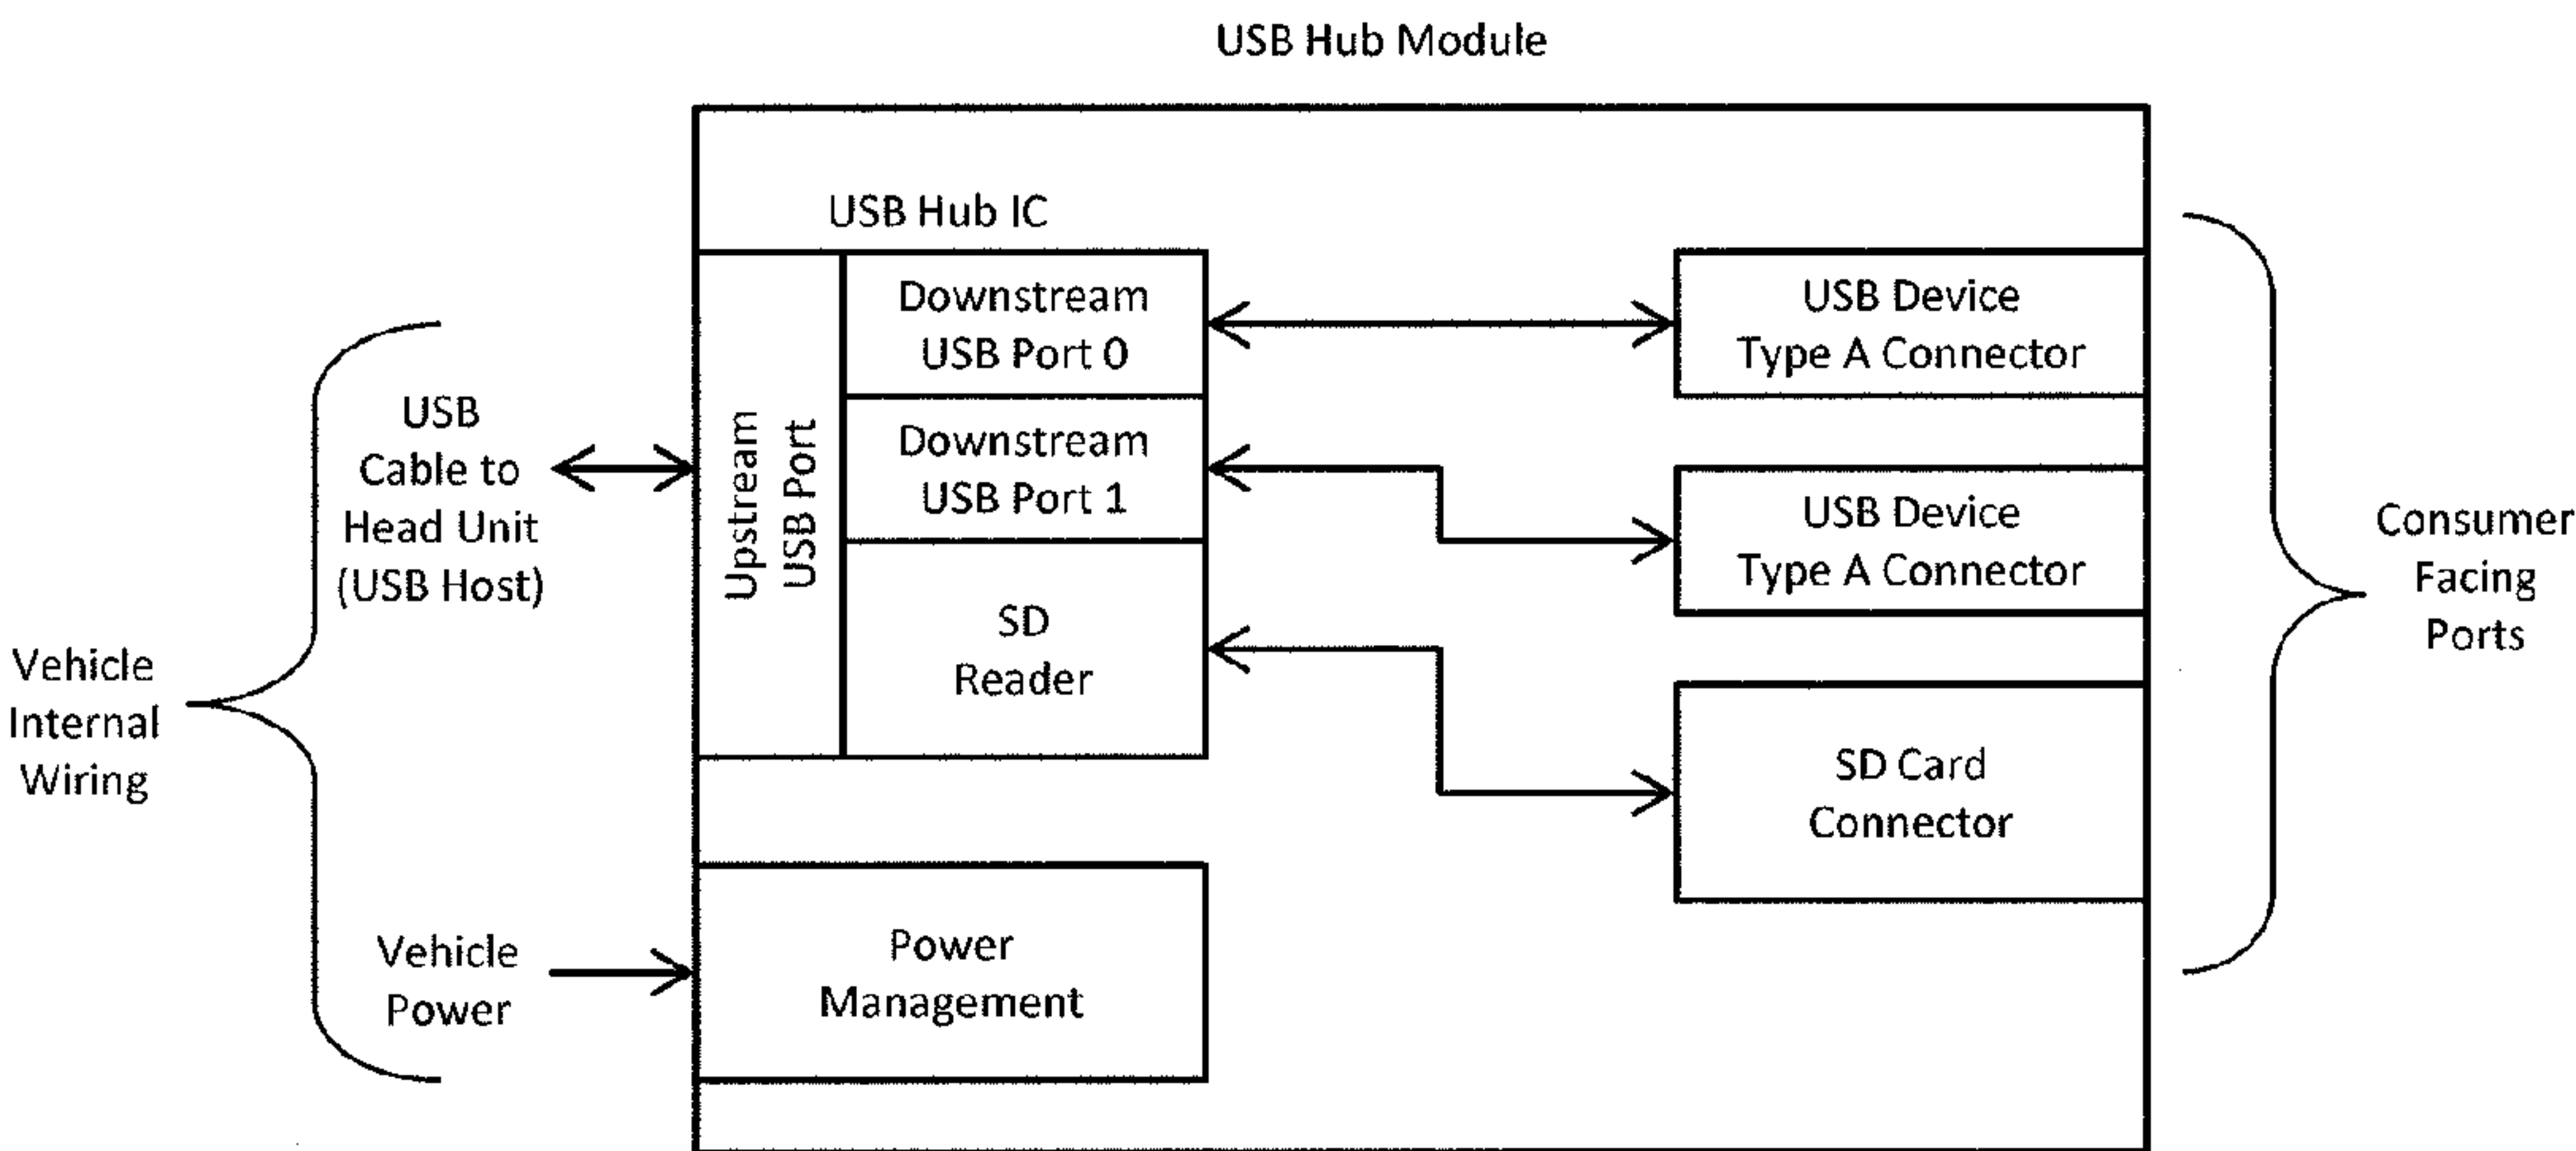 USB Hub Module
USB Hub IC
Vehicle
Internal
Wiring
USB
Cable to
Head Unit
(USB Host)
Vehicle
Power
Upstream
USB Port
Downstream
USB Port 0
Downstream
USB Port 1
SD
Reader
Power
Management
USB Device
Type A Connector
USB Device
Type A Connector
SD Card
Connector
Consumer
Facing
Ports